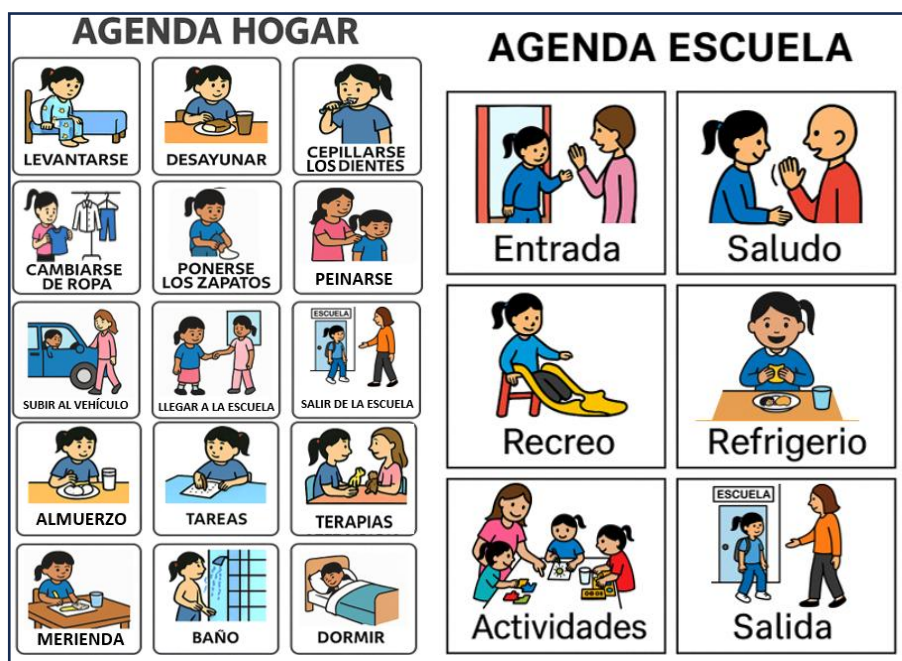 AGENDA HOGAR
LEVANTARSE
DESAYUNAR
CEPILLARSE
LOS DIENTES
CAMBIARSE
DE ROPA
PONERSE
LOS ZAPATOS
PEINARSE
SUBIR AL VEHÍCULO
LLEGAR A LA ESCUELA
ESCUELA
SALIR DE LA ESCUELA
ALMUERZO
TAREAS
TERAPIAS
MERIENDA
BAÑO
DORMIR
AGENDA ESCUELA
Entrada
Saludo
Recreo
Refrigerio
Actividades
ESCUELA
Salida